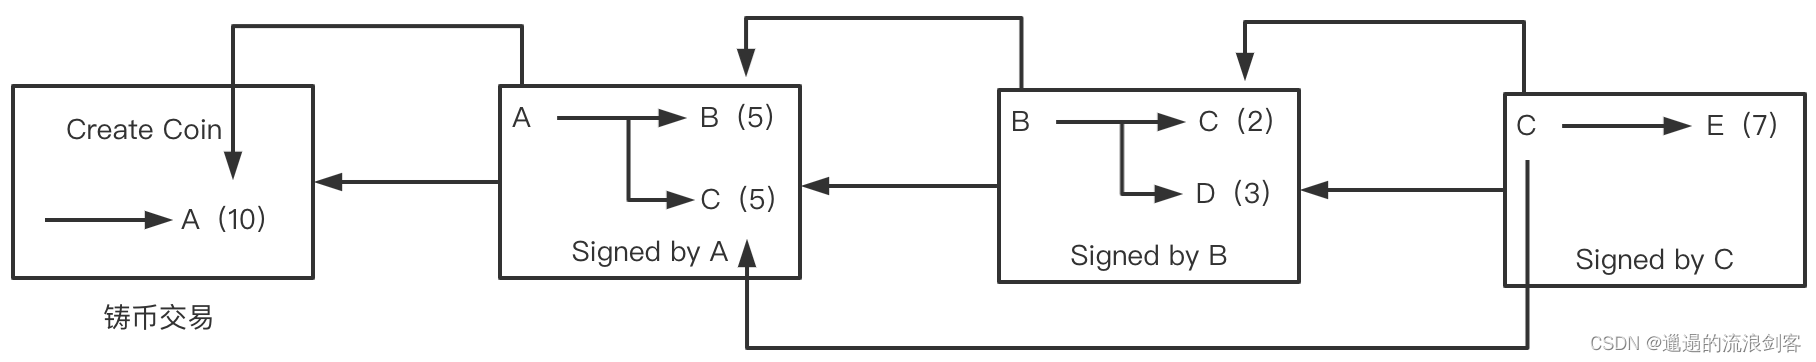 Create Coin
A (10)
铸币交易
A
B (5)
C (5)
Signed by A
B
C (2)
D (3)
Signed by B
C
E (7)
Signed by C
CSDN @邋遢的流浪剑客